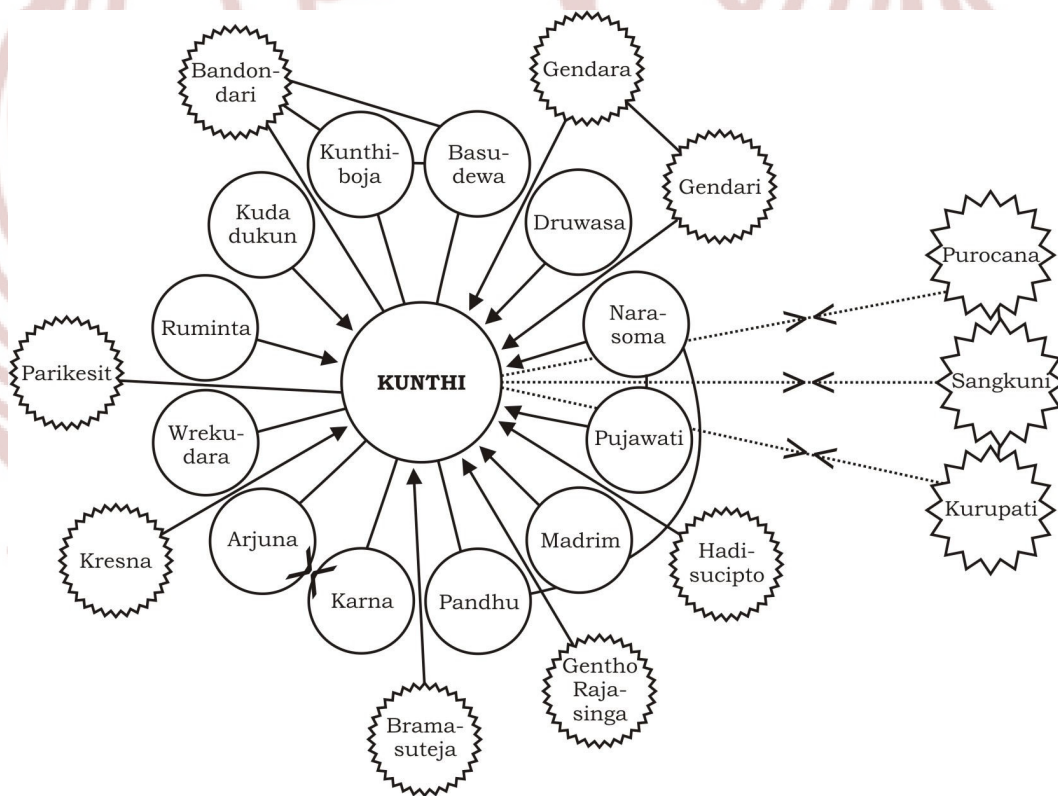 Bandon-
dari
Gendara
Kunthi-
boja
Basu-
dewa
Gendari
Kuda
dukun
Druwasa
Purocana
Ruminta
Nara-
soma
Parikesit
KUNTHI
Sangkuni
Wreku-
dara
Pujawati
Kurupati
Arjuna
Madrim
Kresna
Hadi-
sucipto
Karna
Pandhu
Gentho
Raja-
singa
Brama-
suteja